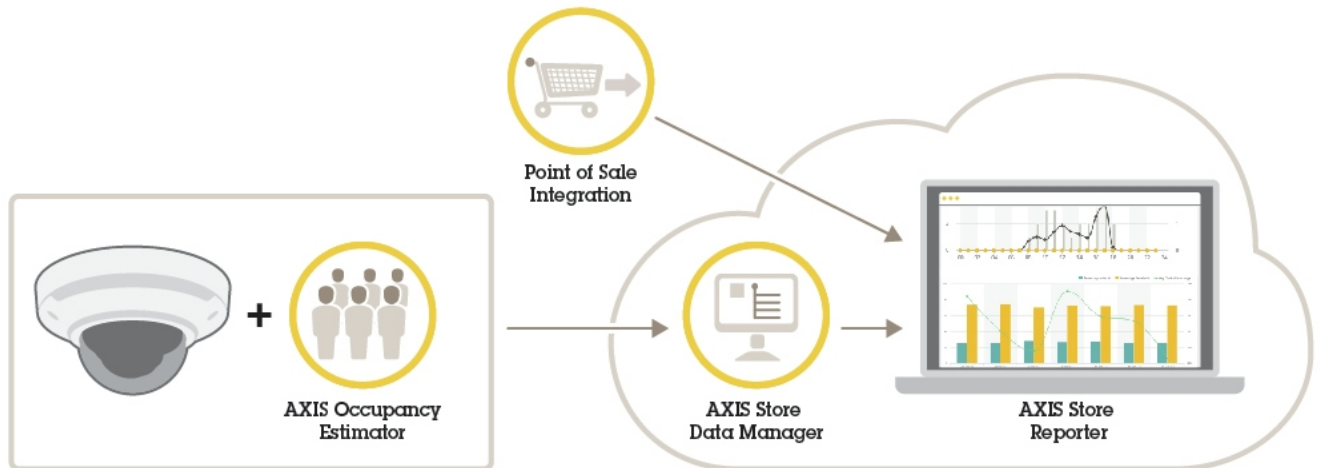 Point of Sale
Integration
+
AXIS Occupancy
Estimator
AXIS Store
Data Manager
AXIS Store
Reporter